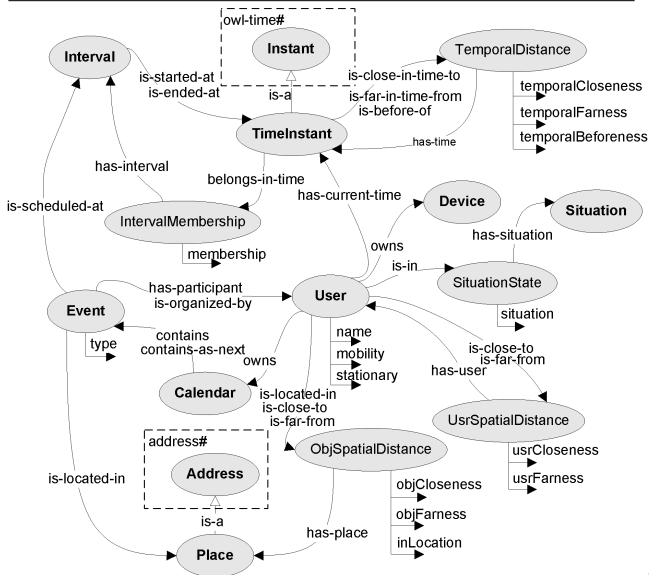 owl-time#
Instant
Interval
TemporalDistance
is-started-at
is-ended-at
is-close-in-time-to
is-far-in-time-from
is-before-of
temporalCloseness
temporalFarness
temporalBeforeness
is-a
TimeInstant
has-time
has-interval
belongs-in-time
has-current-time
is-scheduled-at
IntervalMembership
membership
Device
Situation
owns
has-situation
is-in
SituationState
situation
has-participant
is-organized-by
User
Event
type
contains
contains-as-next
owns
name
mobility
stationary
is-close-to
is-far-from
has-user
Calendar
is-located-in
is-close-to
is-far-from
UsrSpatialDistance
usrCloseness
usrFarness
address#
Address
ObjSpatialDistance
objCloseness
objFarness
inLocation
is-located-in
is-a
has-place
Place